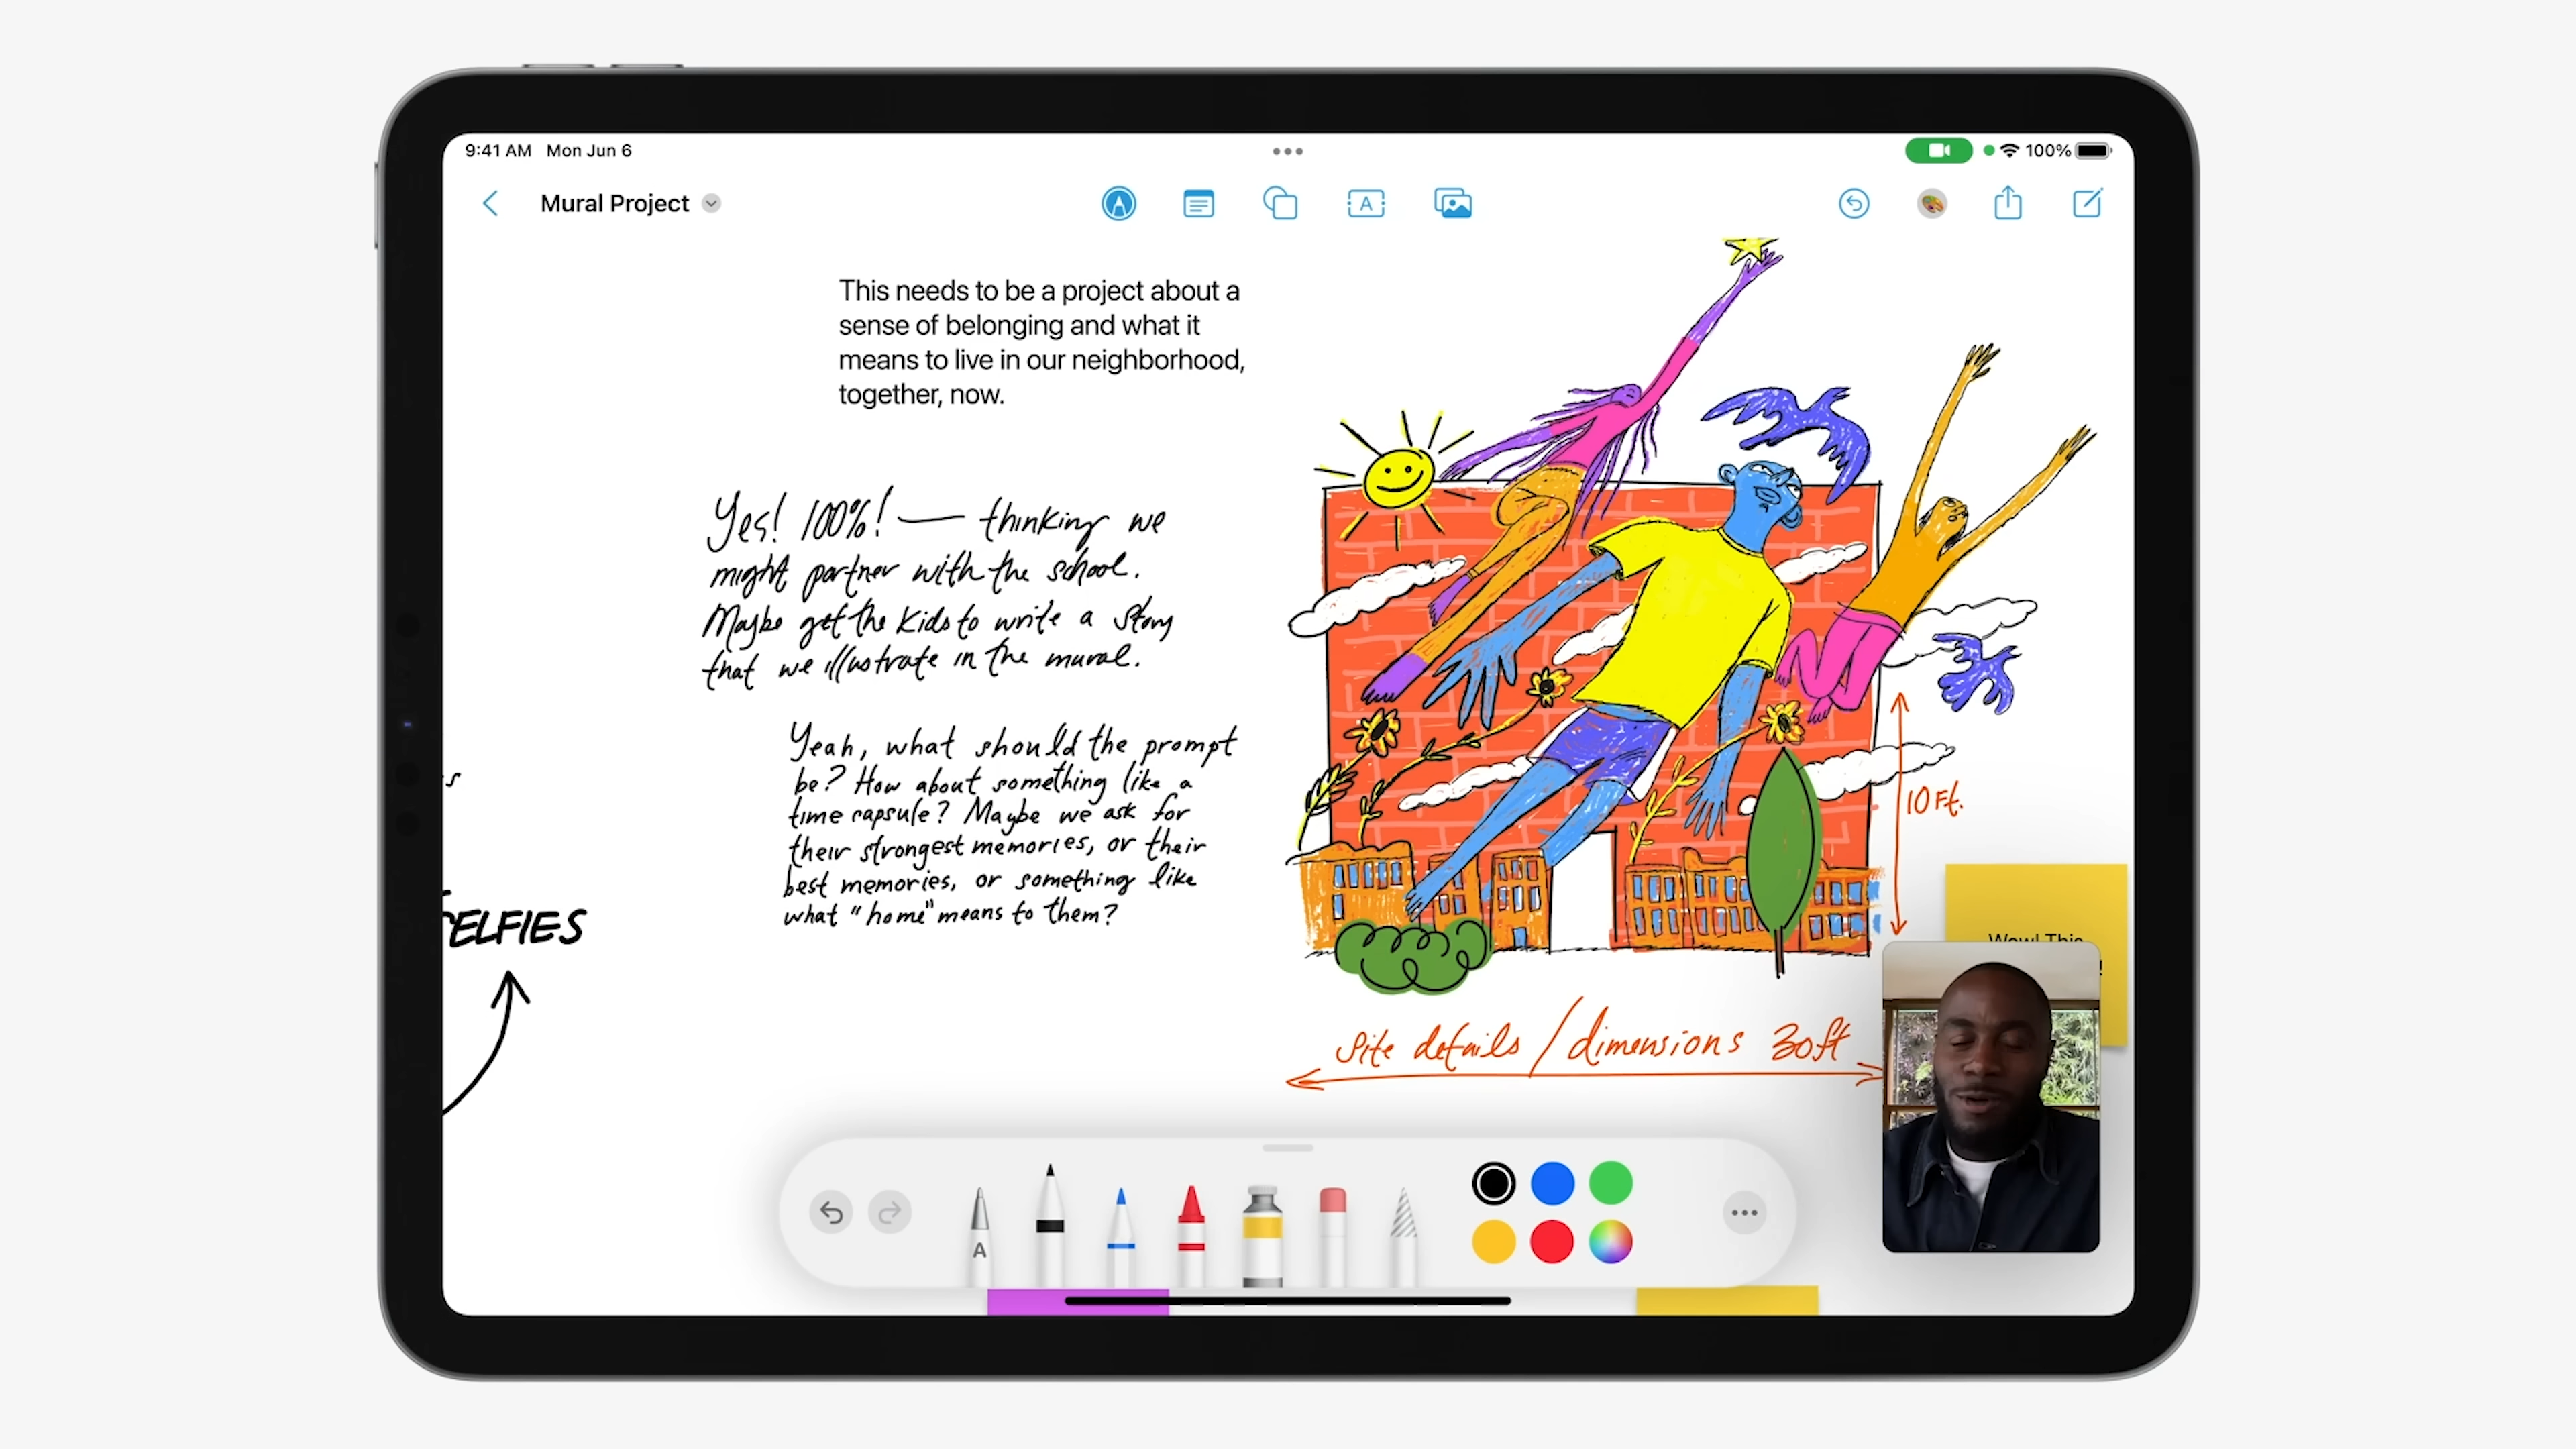 9:41 AM Mon Jun 6
100%
Mural Project
A
This needs to be a project about a
sense of belonging and what it
means to live in our neighborhood,
together, now.
Yes! 100%! — thinking we
might partner with the school.
Maybe get the kids to write a story
that we illustrate in the mural.
Yeah, what should the prompt
be? How about something like a
time capsule? Maybe we ask for
their strongest memories, or their
best memories, or something like
what "home" means to them?
ELFIES
10 Ft.
Wow! This
site details / dimensions 30ft
A